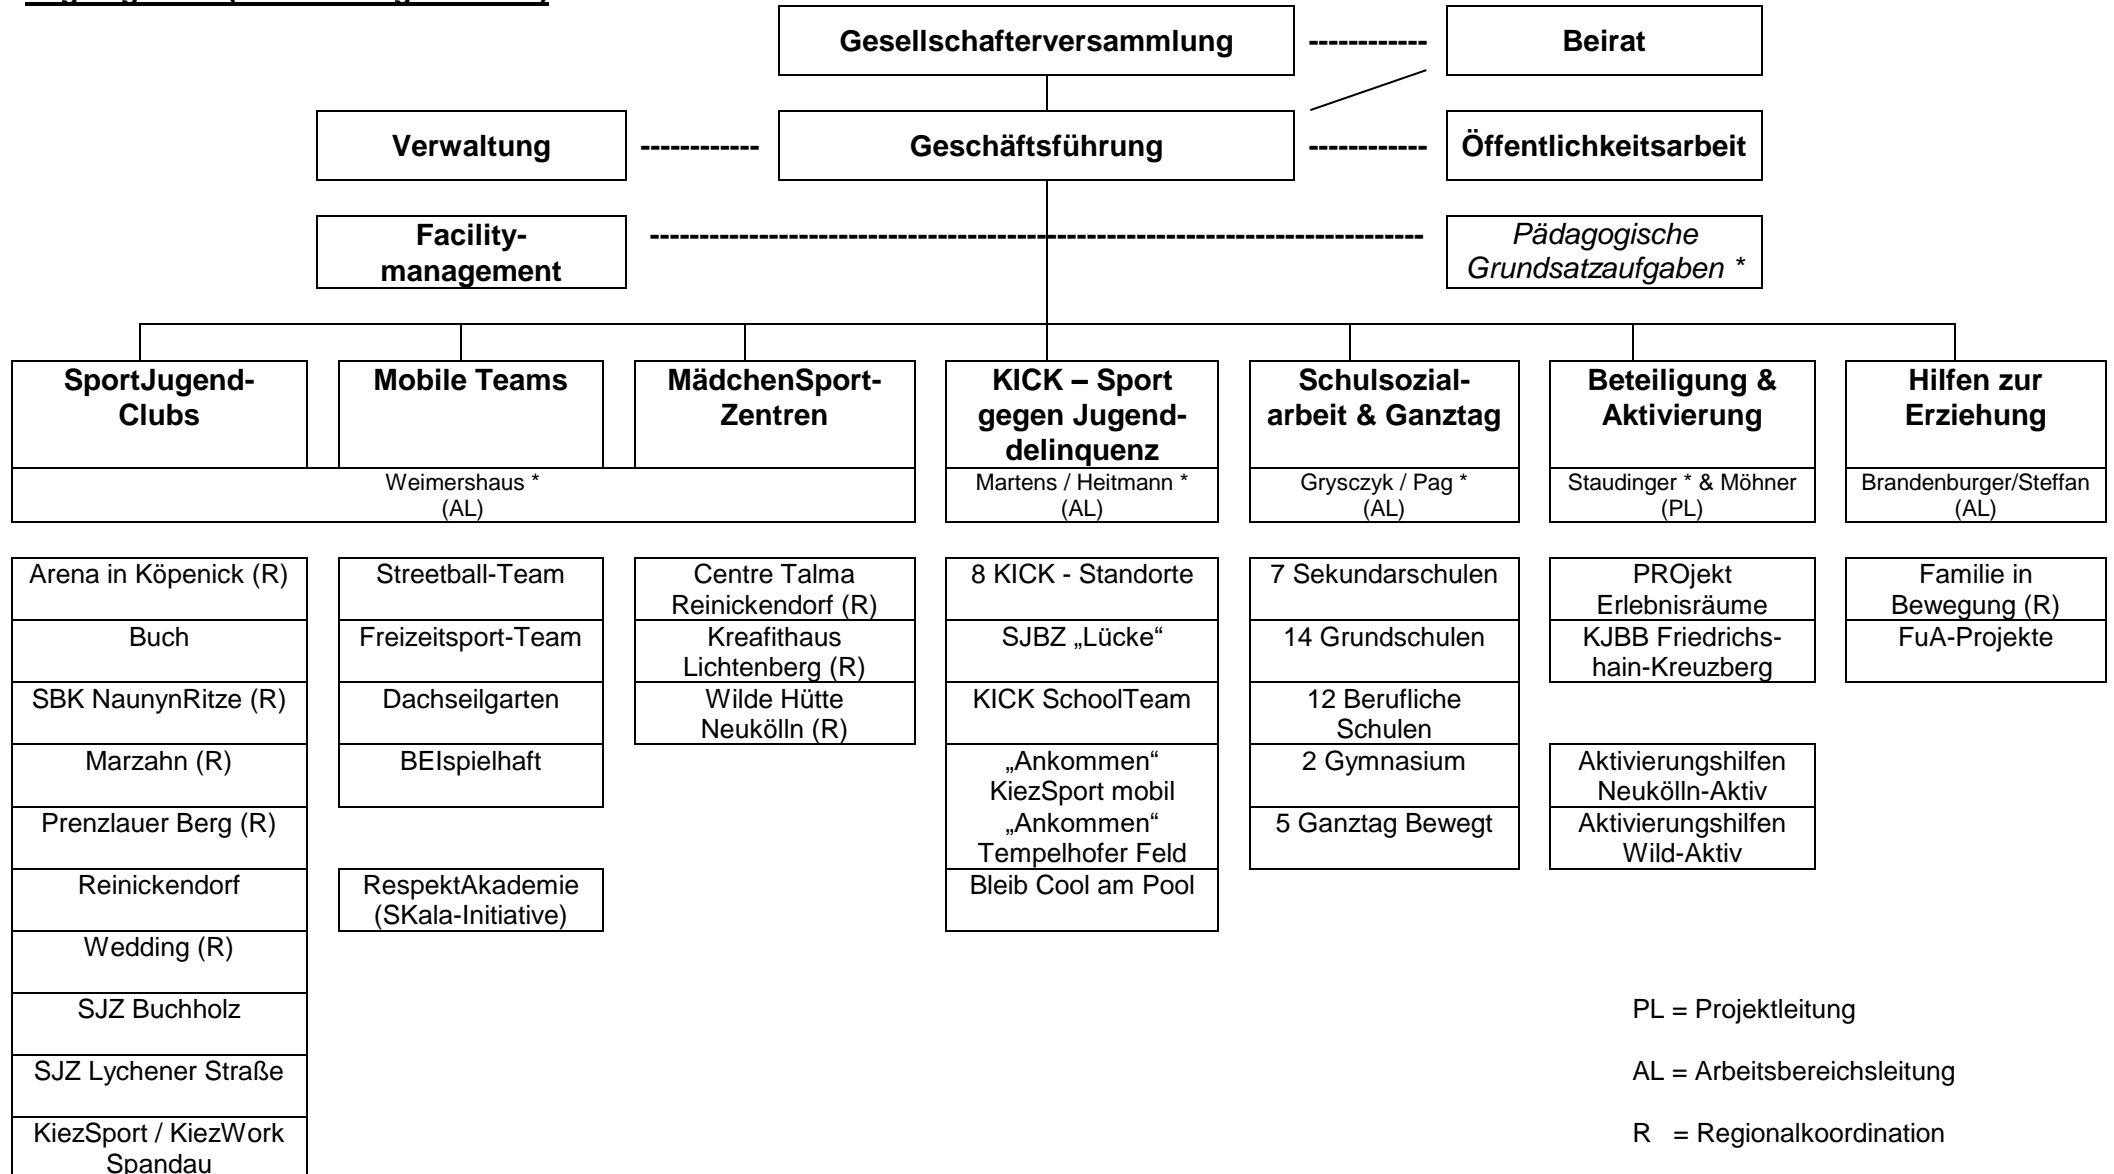 Gesellschafterversammlung ------------ Beirat
Verwaltung ------------ Geschäftsführung ------------ Öffentlichkeitsarbeit
Facility-
management
Pädagogische
Grundsatzaufgaben *
SportJugend-
Clubs
Mobile Teams
MädchenSport-
Zentren
Weimershaus *
(AL)
KICK – Sport
gegen Jugend-
delinquenz
Martens / Heitmann *
(AL)
Schulsozial-
arbeit & Ganztag
Grysczyk / Pag *
(AL)
Beteiligung &
Aktivierung
Staudinger * & Möhner
(PL)
Hilfen zur
Erziehung
Brandenburger/Steffan
(AL)
Arena in Köpenick (R)
Buch
SBK NaunynRitze (R)
Marzahn (R)
Prenzlauer Berg (R)
Reinickendorf
Wedding (R)
SJZ Buchholz
SJZ Lychener Straße
KiezSport / KiezWork
Spandau
Streetball-Team
Freizeitsport-Team
Dachseilgarten
BEIspielhaft
RespektAkademie
(SKala-Initiative)
Centre Talma
Reinickendorf (R)
Kreafithaus
Lichtenberg (R)
Wilde Hütte
Neukölln (R)
8 KICK - Standorte
SJBZ „Lücke“
KICK SchoolTeam
„Ankommen“
KiezSport mobil
„Ankommen“
Tempelhofer Feld
Bleib Cool am Pool
7 Sekundarschulen
14 Grundschulen
12 Berufliche
Schulen
2 Gymnasium
5 Ganztag Bewegt
PROjekt
Erlebnisräume
KJBB Friedrichs-
hain-Kreuzberg
Aktivierungshilfen
Neukölln-Aktiv
Aktivierungshilfen
Wild-Aktiv
Familie in
Bewegung (R)
FuA-Projekte
PL = Projektleitung
AL = Arbeitsbereichsleitung
R = Regionalkoordination